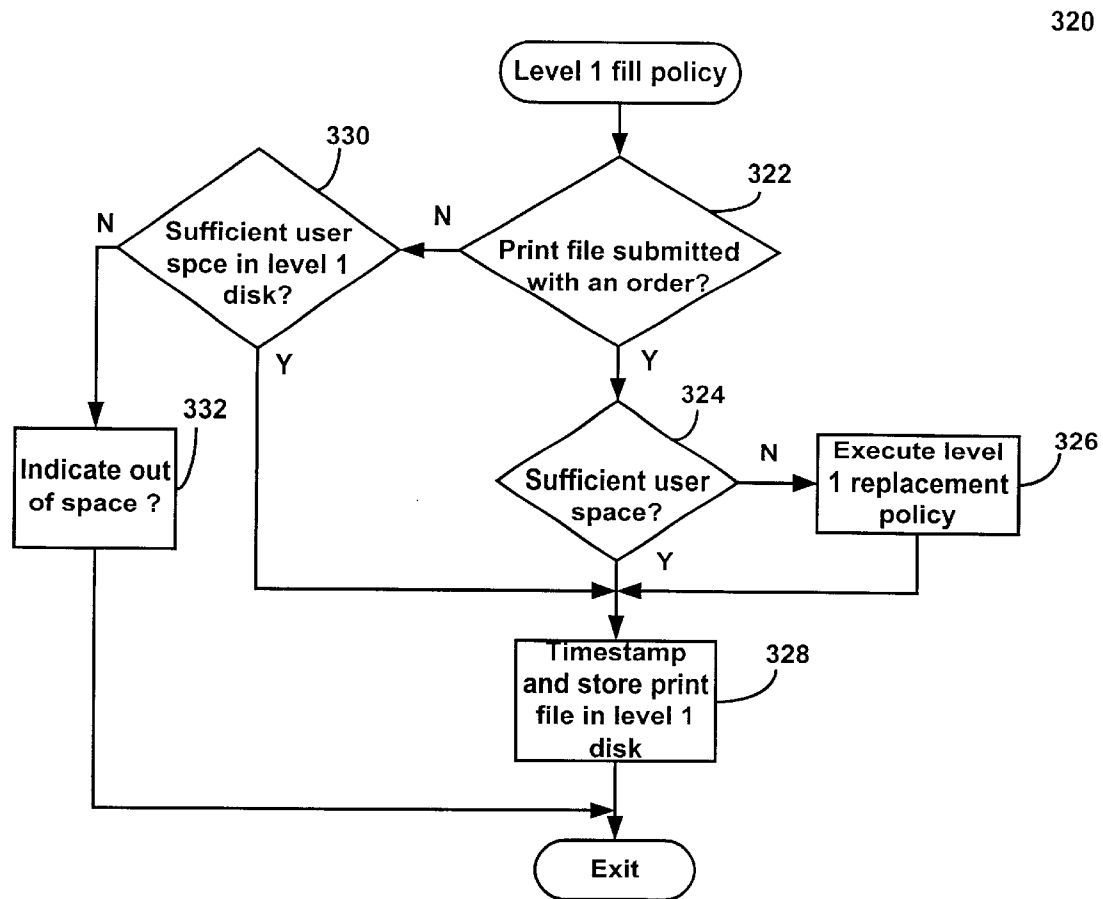 320
Level 1 fill policy
330
322
N
N
Sufficient user
spce in level 1
disk?
Print file submitted
with an order?
Y
Y
324
332
Indicate out
of space ?
Sufficient user
space?
N
Execute level
1 replacement
policy
326
Y
Timestamp
and store print
file in level 1
disk
328
Exit